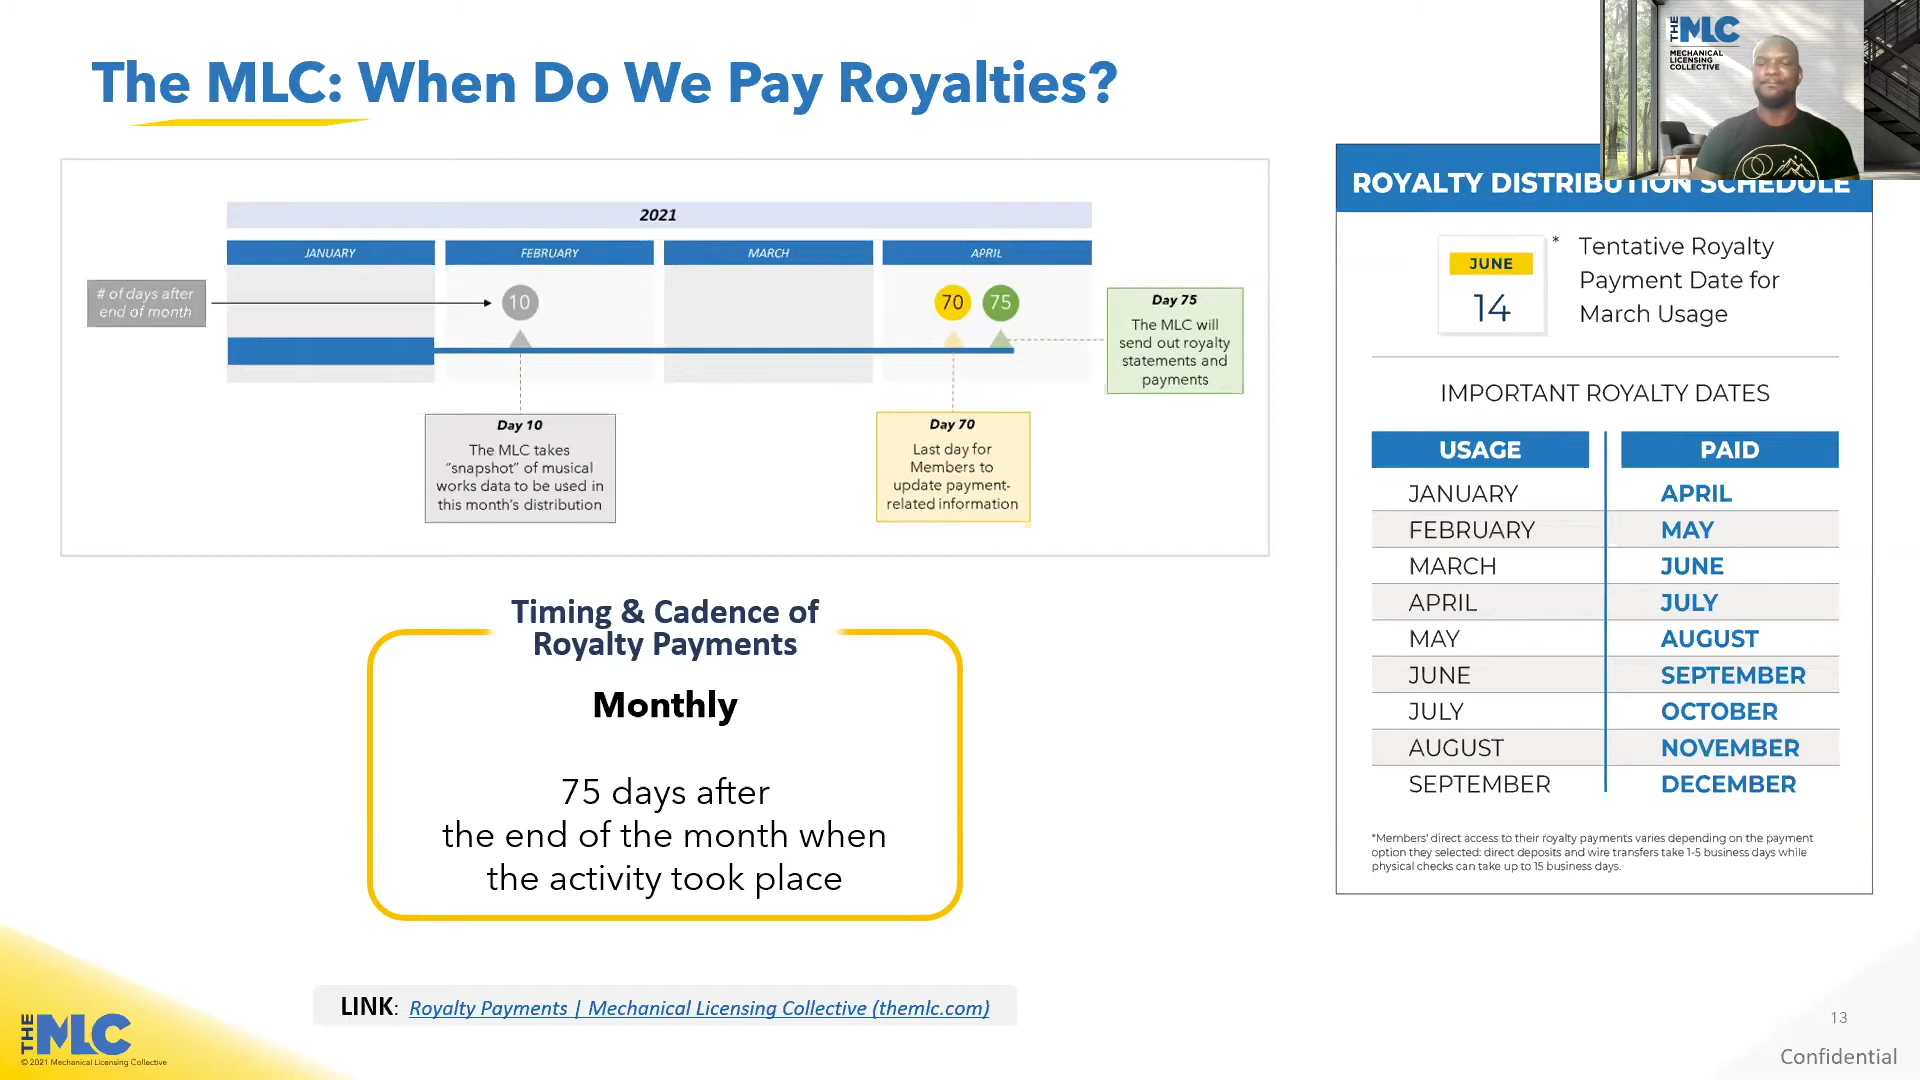 The MLC: When Do We Pay Royalties?
2021
JANUARY
FEBRUARY
MARCH
APRIL
# of days after
end of month
10
70
75
Day 75
The MLC will
send out royalty
statements and
payments
Day 10
The MLC takes
“snapshot” of musical
works data to be used in
this month's distribution
Day 70
Last day for
Members to
update payment-
related information
Timing & Cadence of
Royalty Payments
Monthly
75 days after
the end of the month when
the activity took place
LINK: Royalty Payments | Mechanical Licensing Collective (themlc.com)
THE MLC
© 2021 Mechanical Licensing Collective
THE MLC
MECHANICAL
LICENSING
COLLECTIVE
ROYALTY DISTRIBUTION SCHEDULE
JUNE
14
* Tentative Royalty
Payment Date for
March Usage
IMPORTANT ROYALTY DATES
USAGE PAID
JANUARY APRIL
FEBRUARY MAY
MARCH JUNE
APRIL JULY
MAY AUGUST
JUNE SEPTEMBER
JULY OCTOBER
AUGUST NOVEMBER
SEPTEMBER DECEMBER
*Members' direct access to their royalty payments varies depending on the payment
option they selected: direct deposits and wire transfers take 1-5 business days while
physical checks can take up to 15 business days.
13
Confidential